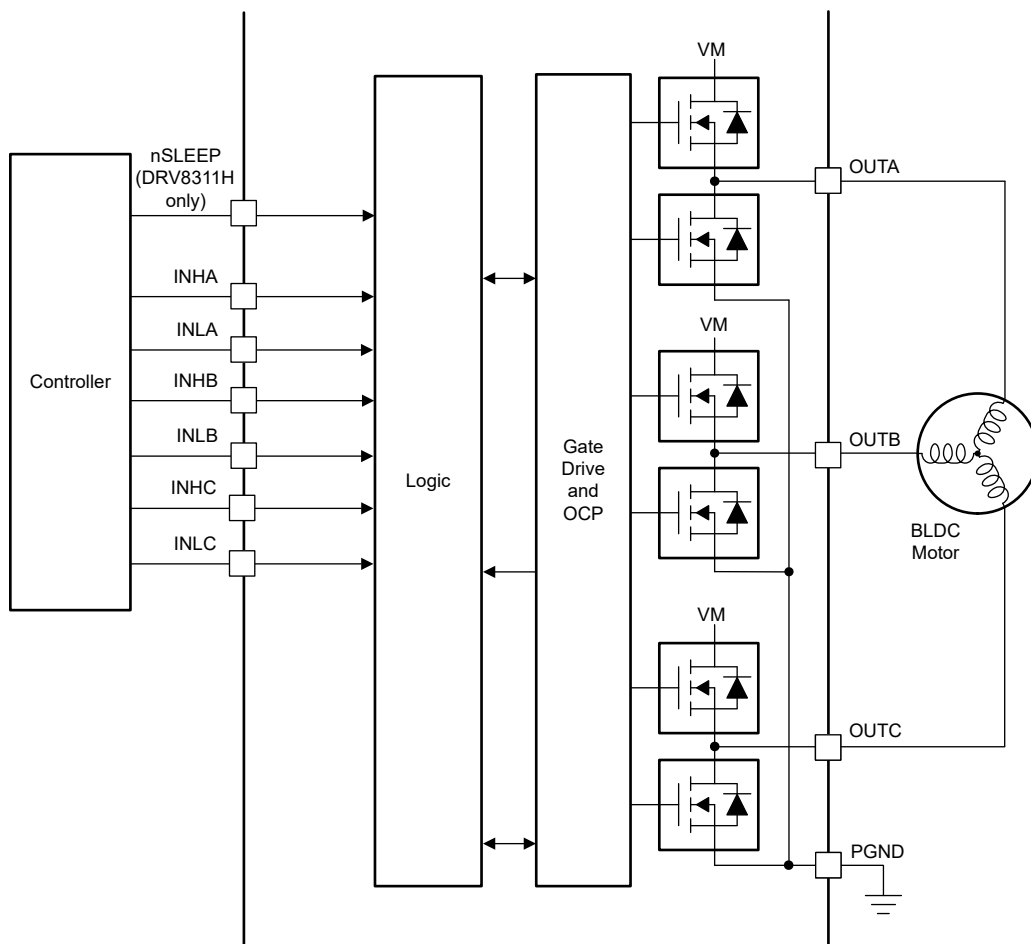 VM
nSLEEP
(DRV8311H
only)
OUTA
INHA
INLA
VM
Controller
INHB
OUTB
INLB
Logic
Gate
Drive
and
OCP
INHC
BLDC
Motor
INLC
VM
OUTC
PGND